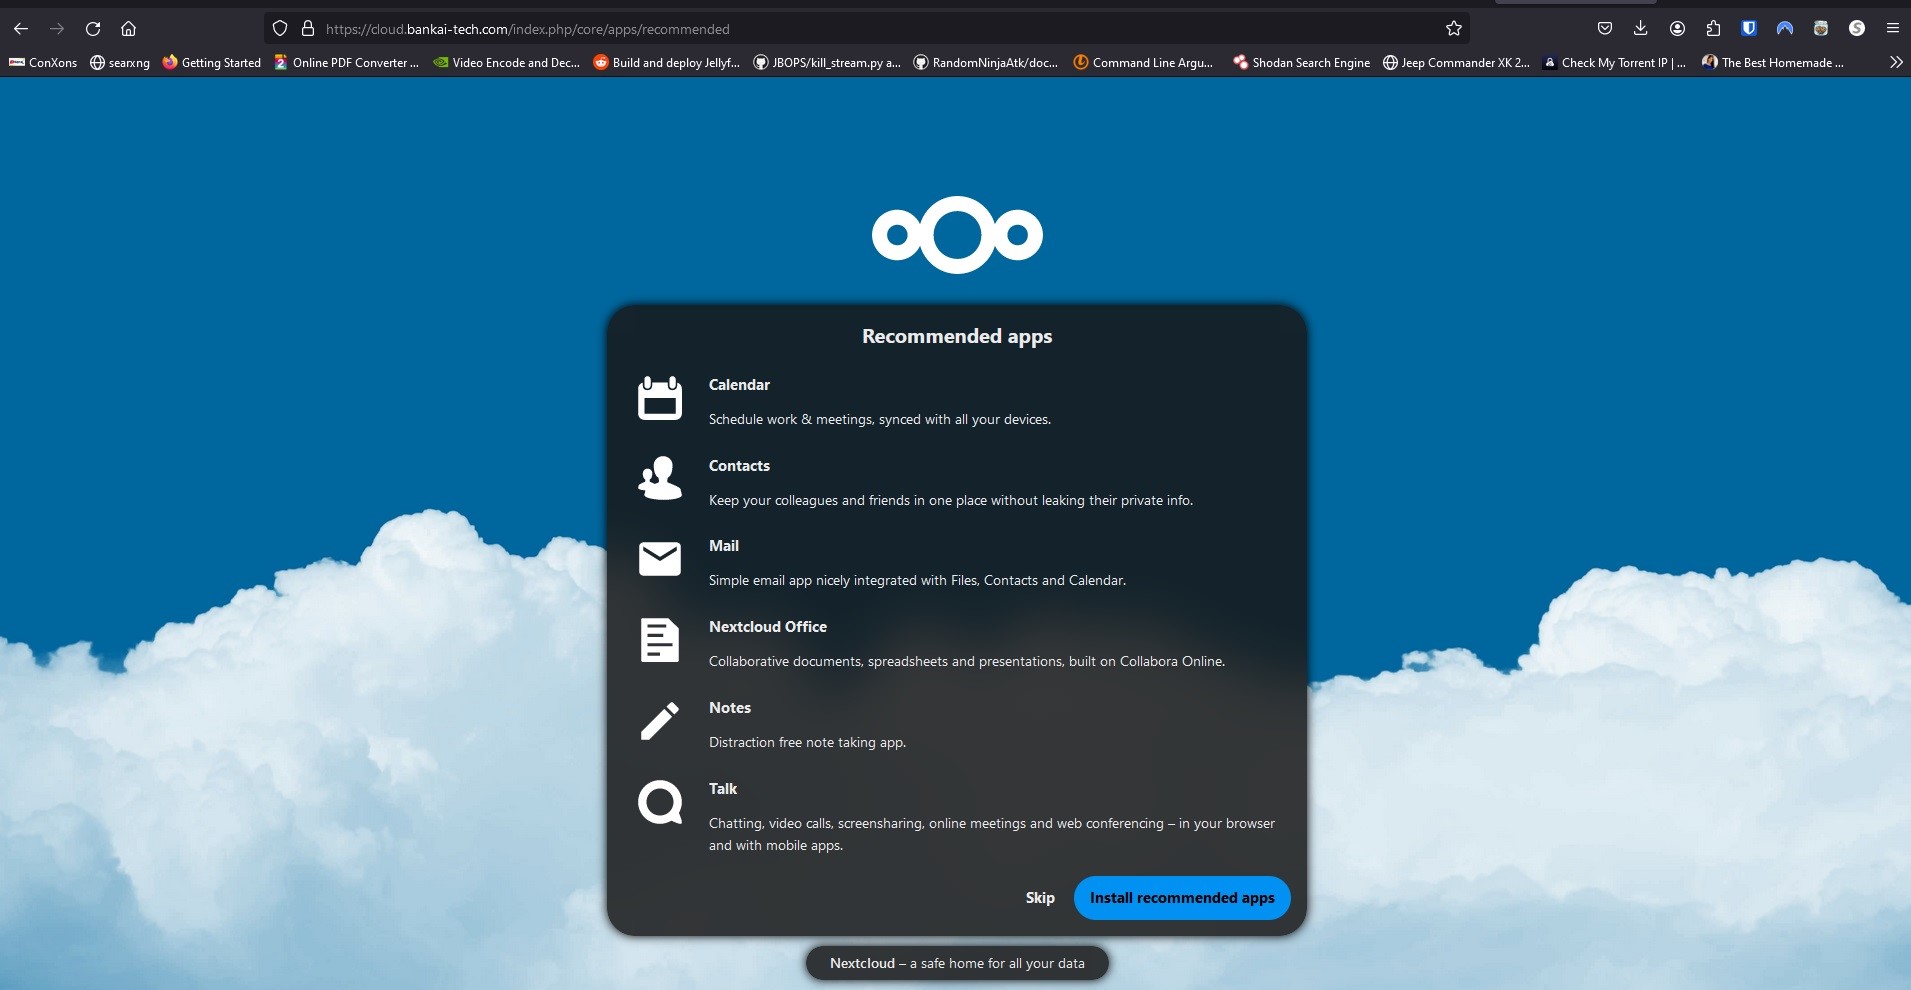 https://cloud.bankai-tech.com/index.php/core/apps/recommended
ConXons searxng Getting Started Online PDF Converter ... Video Encode and Dec... Build and deploy Jellyf... JBOPS/kill_stream.py a... RandomNinjaAtk/doc... Command Line Argu... Shodan Search Engine Jeep Commander XK 2... Check My Torrent IP | ... The Best Homemade ...
Recommended apps
Calendar
Schedule work & meetings, synced with all your devices.
Contacts
Keep your colleagues and friends in one place without leaking their private info.
Mail
Simple email app nicely integrated with Files, Contacts and Calendar.
Nextcloud Office
Collaborative documents, spreadsheets and presentations, built on Collabora Online.
Notes
Distraction free note taking app.
Talk
Chatting, video calls, screensharing, online meetings and web conferencing – in your browser
and with mobile apps.
Skip Install recommended apps
Nextcloud – a safe home for all your data